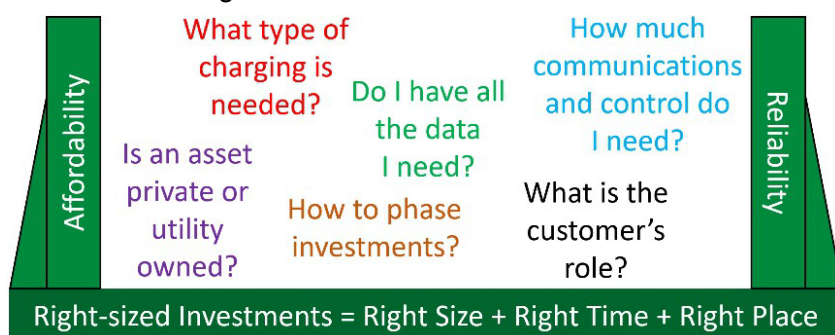 Affordability
What type of
charging is
needed?
Is an asset
private or
utility
owned?
Do I have all
the data
I need?
How to phase
investments?
How much
communications
and control do
I need?
What is the
customer’s
role?
Reliability
Right-sized Investments = Right Size + Right Time + Right Place